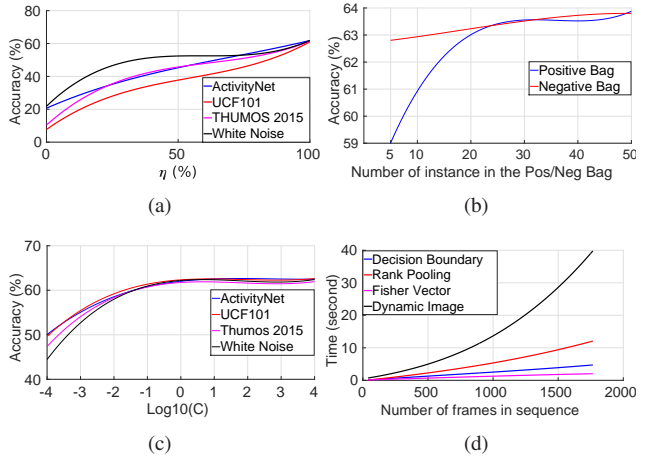 80
60
40
20
0
Accuracy (%)
ActivityNet
UCF101
THUMOS 2015
White Noise
0 50 100
η (%)
(a)
64
63
62
61
60
59
Accuracy (%)
Positive Bag
Negative Bag
5 10 20 30 40 50
Number of instance in the Pos/Neg Bag
(b)
70
60
50
40
Accuracy (%)
ActivityNet
UCF101
Thumos 2015
White Noise
-4 -3 -2 -1 0 1 2 3 4
Log10(C)
(c)
40
30
20
10
0
Time (second)
Decision Boundary
Rank Pooling
Fisher Vector
Dynamic Image
0 500 1000 1500 2000
Number of frames in sequence
(d)